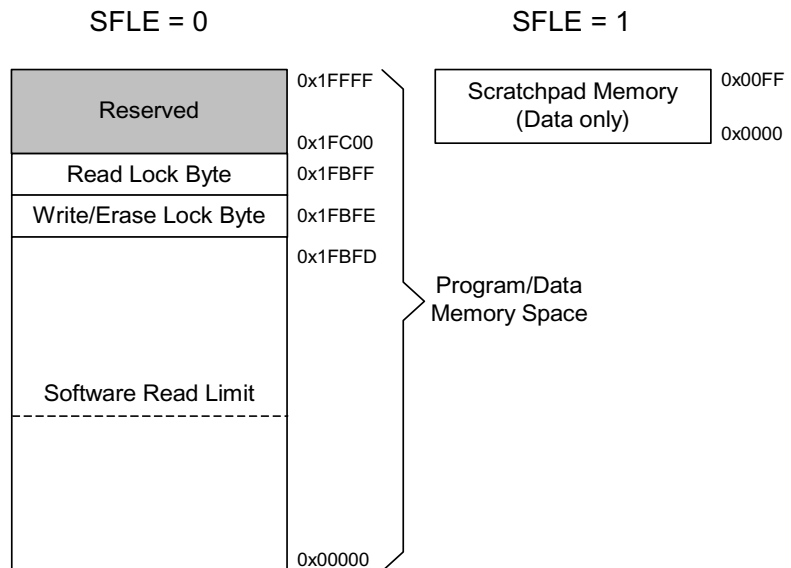 SFLE = 0
SFLE = 1
Reserved
0x1FFFF
0x1FC00
Read Lock Byte
0x1FBFF
Write/Erase Lock Byte
0x1FBFE
0x1FBFD
Software Read Limit
0x00000
Program/Data
Memory Space
Scratchpad Memory
(Data only)
0x00FF
0x0000